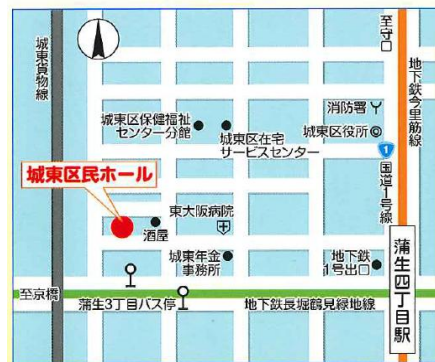 至守口
城東貨物線
地下鉄今里筋線
消防署
城東区保健福祉
センター分館
城東区役所
城東区在宅
サービスセンター
1
国道1号線
城東区民ホール
東大阪病院
酒屋
蒲生四丁目駅
城東年金
事務所
地下鉄
1号出口
至京橋
蒲生3丁目バス停
地下鉄長堀鶴見緑地線